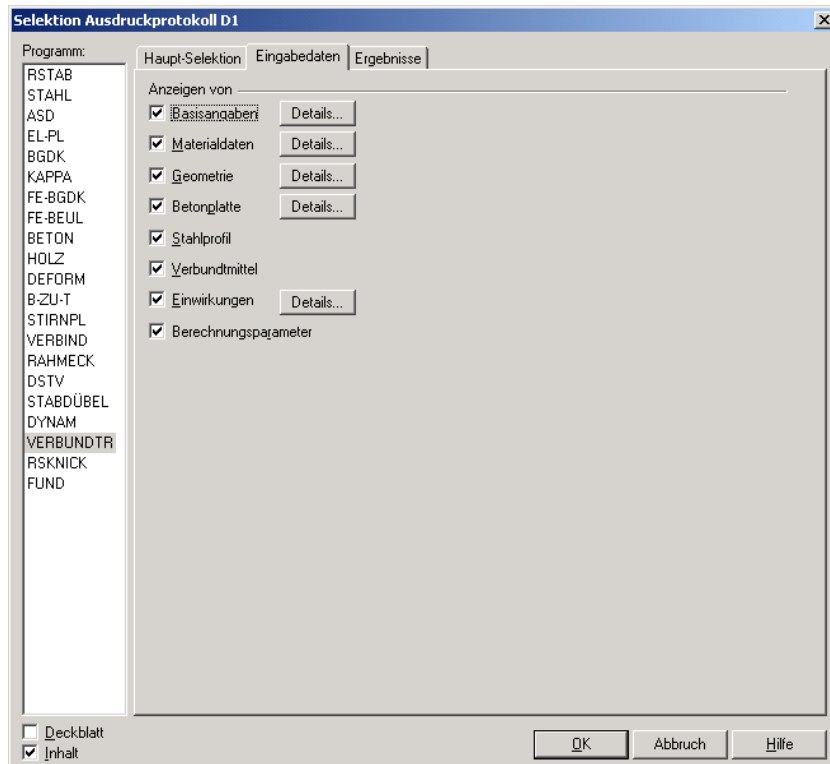 Selektion Ausdruckprotokoll D1
Programm:
RSTAB
STAHL
ASD
EL-PL
BGDK
KAPPA
FE-BGDK
FE-BEUL
BETON
HOLZ
DEFORM
B-ZU-T
STIRNPL
VERBIND
RAHMECK
DSTV
STABDÜBEL
DYNAM
VERBUNDTR
RSKNICK
FUND
Deckblatt
Inhalt
Haupt-Selektion Eingabedaten Ergebnisse
Anzeigen von
Basisangaben Details...
Materialdaten Details...
Geometrie Details...
Betonplatte Details...
Stahlprofil
Verbundtmittel
Einwirkungen Details...
Berechnungsparameter
OK Abbruch Hilfe